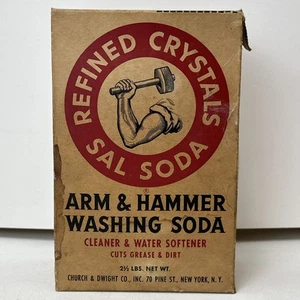 REFINED CRYSTALS
SAL SODA
®
ARM & HAMMER
WASHING SODA
CLEANER & WATER SOFTENER
CUTS GREASE & DIRT
2½ LBS. NET WT.
CHURCH & DWIGHT CO., INC. 70 PINE ST., NEW YORK, N. Y.